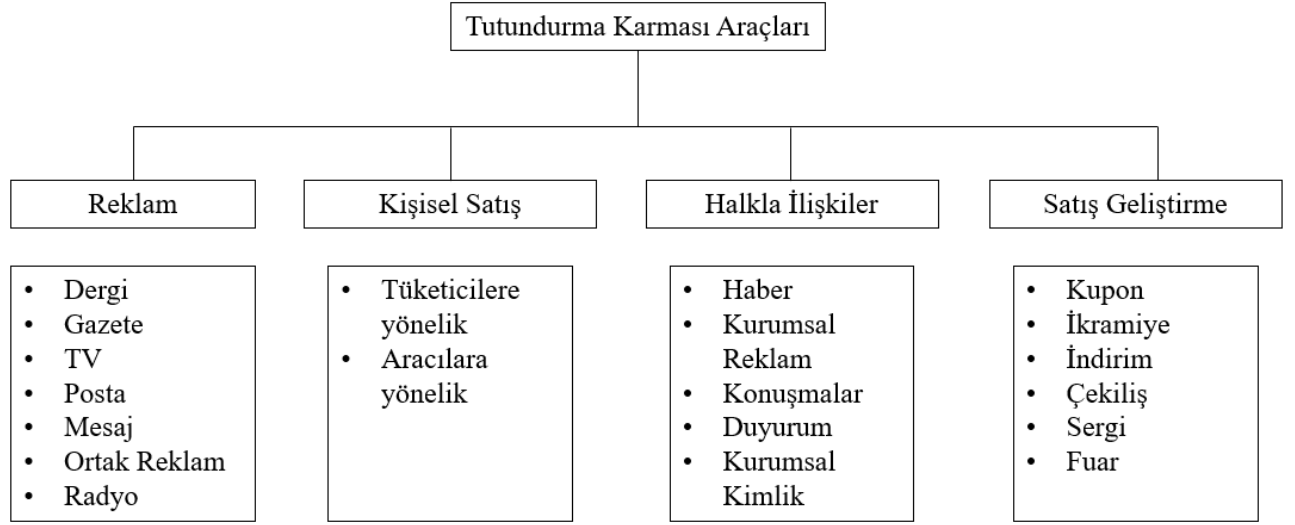 Tutundurma Karması Araçları
Reklam
Kişisel Satış
Halkla İlişkiler
Satış Geliştirme
• Dergi
• Gazete
• TV
• Posta
• Mesaj
• Ortak Reklam
• Radyo
• Tüketicilere
yönelik
• Aracılara
yönelik
• Haber
• Kurumsal
Reklam
• Konuşmalar
• Duyurum
• Kurumsal
Kimlik
• Kupon
• İkramiye
• İndirim
• Çekiliş
• Sergi
• Fuar